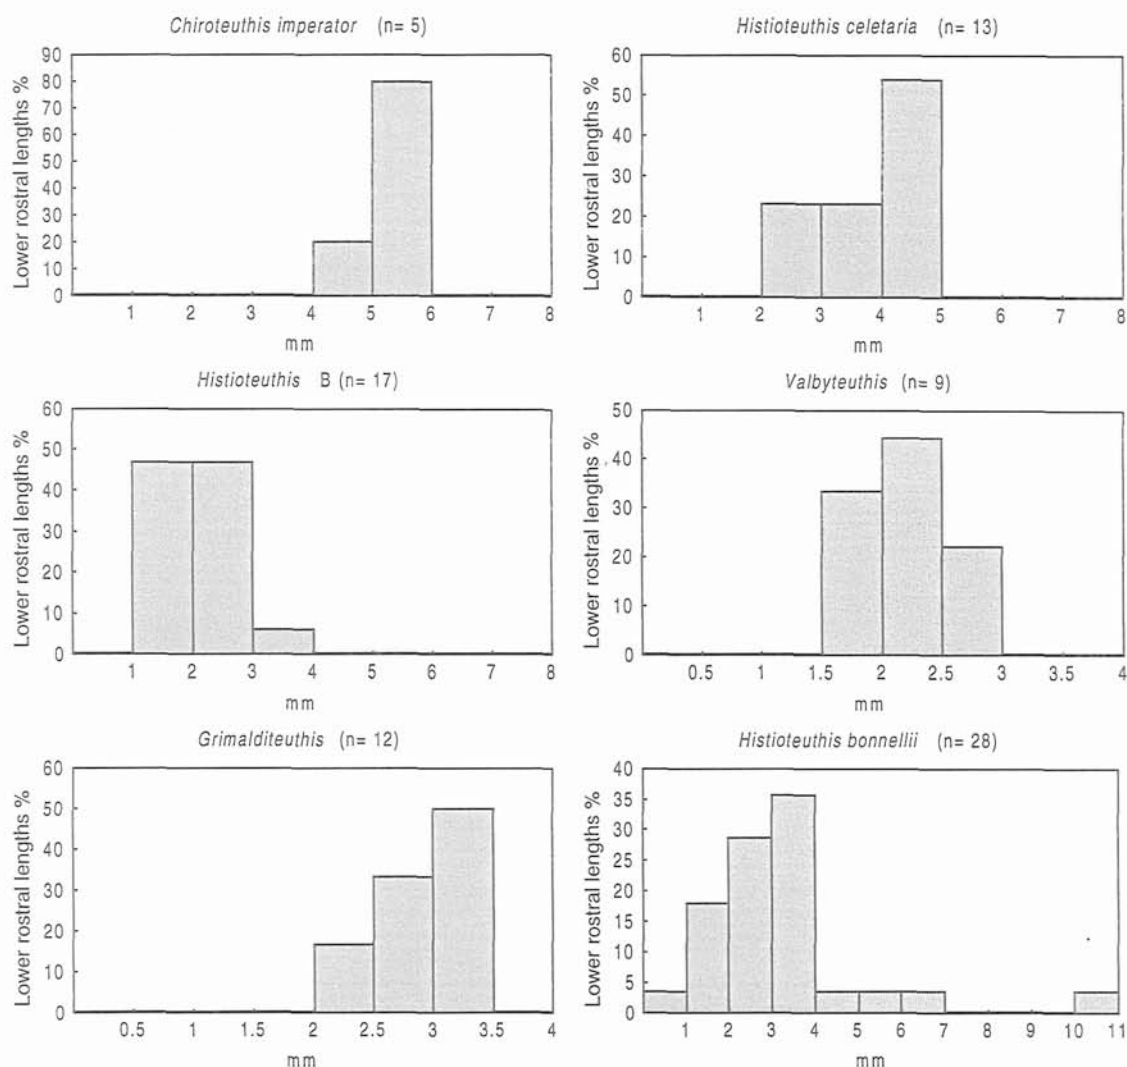 Chiroteuthis imperator (n= 5)
Lower rostral lengths %
90
80
70
60
50
40
30
20
10
0
1 2 3 4 5 6 7 8
mm
Histioteuthis celetaria (n= 13)
Lower rostral lengths %
60
50
40
30
20
10
0
1 2 3 4 5 6 7 8
mm
Histioteuthis B (n= 17)
Lower rostral lengths %
60
50
40
30
20
10
0
1 2 3 4 5 6 7 8
mm
Valbyteuthis (n= 9)
Lower rostral lengths %
50
40
30
20
10
0
0.5 1 1.5 2 2.5 3 3.5 4
mm
Grimalditeuthis (n= 12)
Lower rostral lengths %
60
50
40
30
20
10
0
0.5 1 1.5 2 2.5 3 3.5 4
mm
Histioteuthis bonnellii (n= 28)
Lower rostral lengths %
40
35
30
25
20
15
10
5
0
1 2 3 4 5 6 7 8 9 10 11
mm